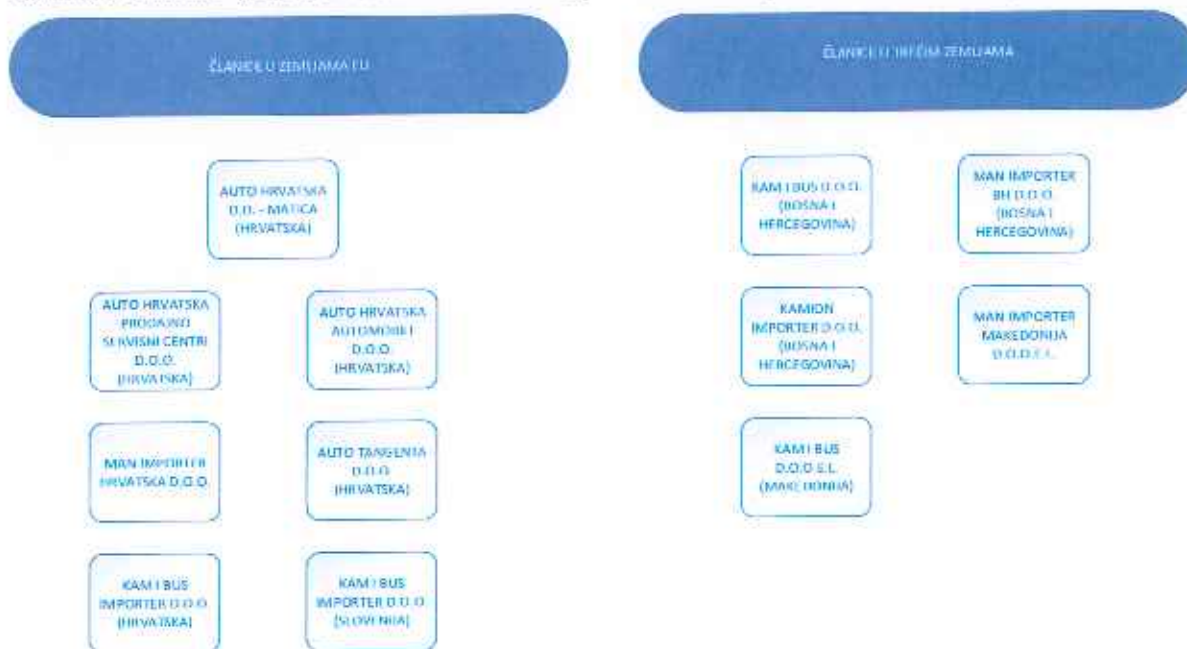 ČLANICE U ZEMLJAMA EU
AUTO HRVATSKA
D.D. - MATICA
(HRVATSKA)
AUTO HRVATSKA
PRODAJNO
SERVISNI CENTRI
D.O.O.
(HRVATSKA)
AUTO HRVATSKA
AUTOMOBILI
D.O.O.
(HRVATSKA)
MAN IMPORTER
HRVATSKA D.O.O.
AUTO TANGENTA
D.O.O.
(HRVATSKA)
KAM I BUS
IMPORTER D.O.O.
(HRVATSKA)
KAM I BUS
IMPORTER D.O.O.
(SLOVENIJA)
ČLANICE U TREĆIM ZEMLJAMA
KAM I BUS D.O.O.
(BOSNA I
HERCEGOVINA)
MAN IMPORTER
BH D.O.O.
(BOSNA I
HERCEGOVINA)
KAMION
IMPORTER D.O.O.
(BOSNA I
HERCEGOVINA)
MAN IMPORTER
MAKEDONIJA
D.O.O.E.L.
KAM I BUS
D.O.O.E.L.
(MAKEDONIJA)